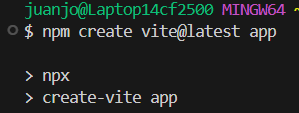 juanjo@Laptop14cf2500 MINGW64 ~
$ npm create vite@latest app
> npx
> create-vite app